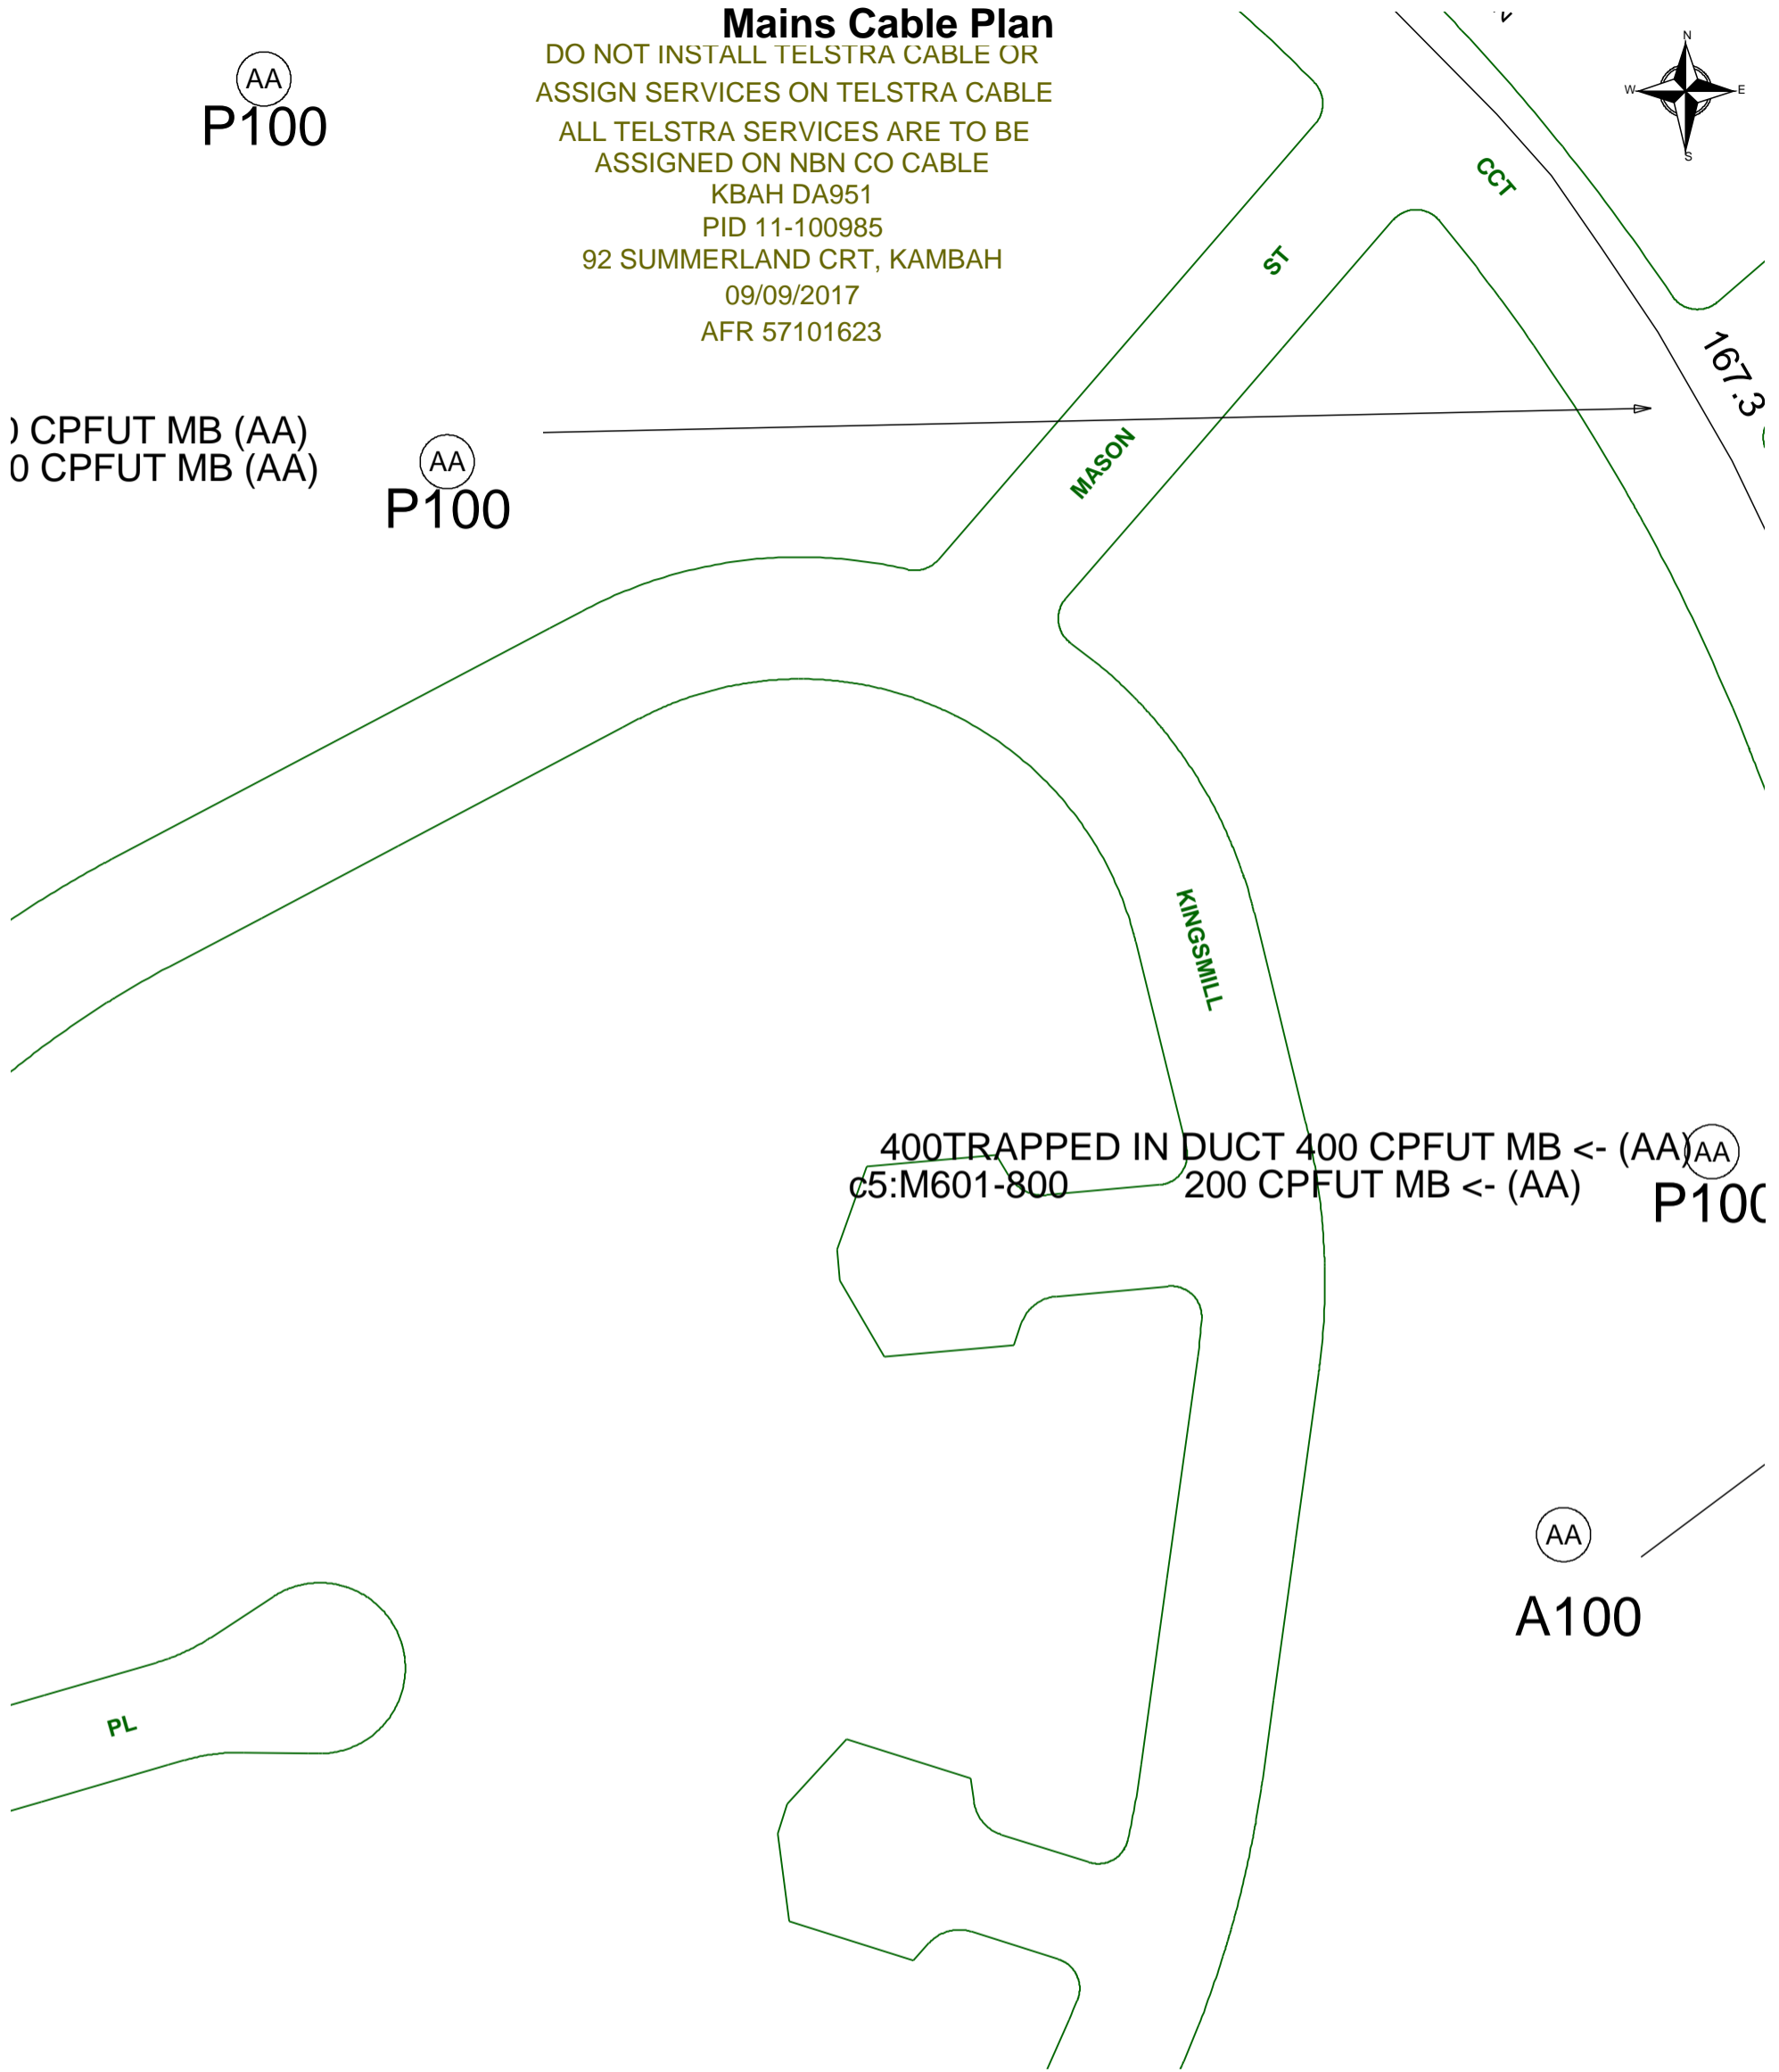 Mains Cable Plan
DO NOT INSTALL TELSTRA CABLE OR
ASSIGN SERVICES ON TELSTRA CABLE
ALL TELSTRA SERVICES ARE TO BE
ASSIGNED ON NBN CO CABLE
KBAH DA951
PID 11-100985
92 SUMMERLAND CRT, KAMBAH
09/09/2017
AFR 57101623
AA
P100
N
W
E
S
CCT
ST
MASON
167.3
0 CPFUT MB (AA)
AA
CPFUT MB (AA)
P100
KINGSMILL
400TRAPPED IN DUCT 400 CPFUT MB <- (AA)
AA
c5:M601-800 200 CPFUT MB <- (AA)
P100
AA
A100
PL